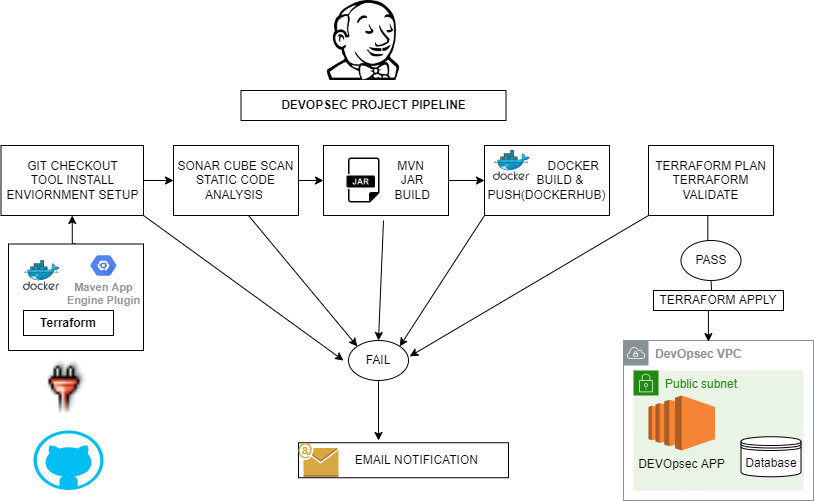 DEVOPSEC PROJECT PIPELINE
GIT CHECKOUT
TOOL INSTALL
ENVIORNMENT SETUP
SONAR CUBE SCAN
STATIC CODE
ANALYSIS
JAR
MVN
JAR
BUILD
docker
DOCKER
BUILD &
PUSH(DOCKERHUB)
TERRAFORM PLAN
TERRAFORM
VALIDATE
docker
Maven App
Engine Plugin
Terraform
PASS
TERRAFORM APPLY
FAIL
DevOpsec VPC
Public subnet
DEVOpsec APP
Database
@
EMAIL NOTIFICATION